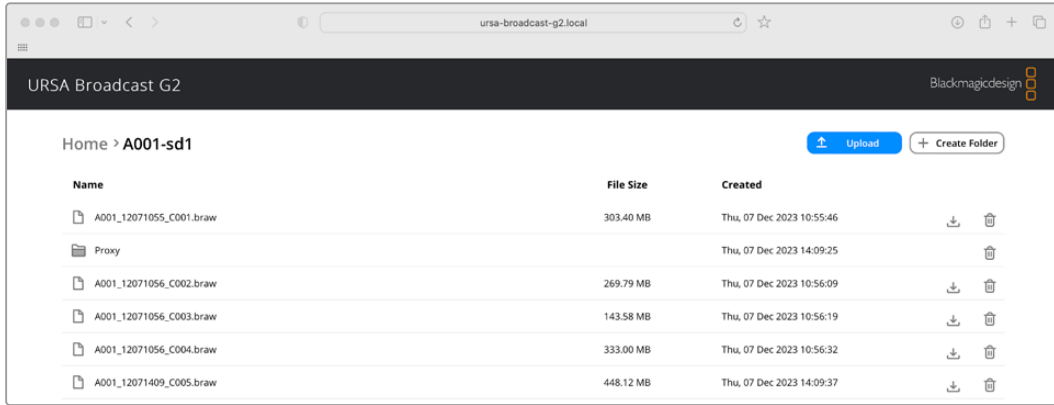 ursa-broadcast-g2.local
URSA Broadcast G2
Blackmagicdesign
Home > A001-sd1
Upload
+ Create Folder
Name File Size Created
A001_12071055_C001.braw 303.40 MB Thu, 07 Dec 2023 10:55:46
Proxy Thu, 07 Dec 2023 14:09:25
A001_12071056_C002.braw 269.79 MB Thu, 07 Dec 2023 10:56:09
A001_12071056_C003.braw 143.58 MB Thu, 07 Dec 2023 10:56:19
A001_12071056_C004.braw 333.00 MB Thu, 07 Dec 2023 10:56:32
A001_12071409_C005.braw 448.12 MB Thu, 07 Dec 2023 14:09:37